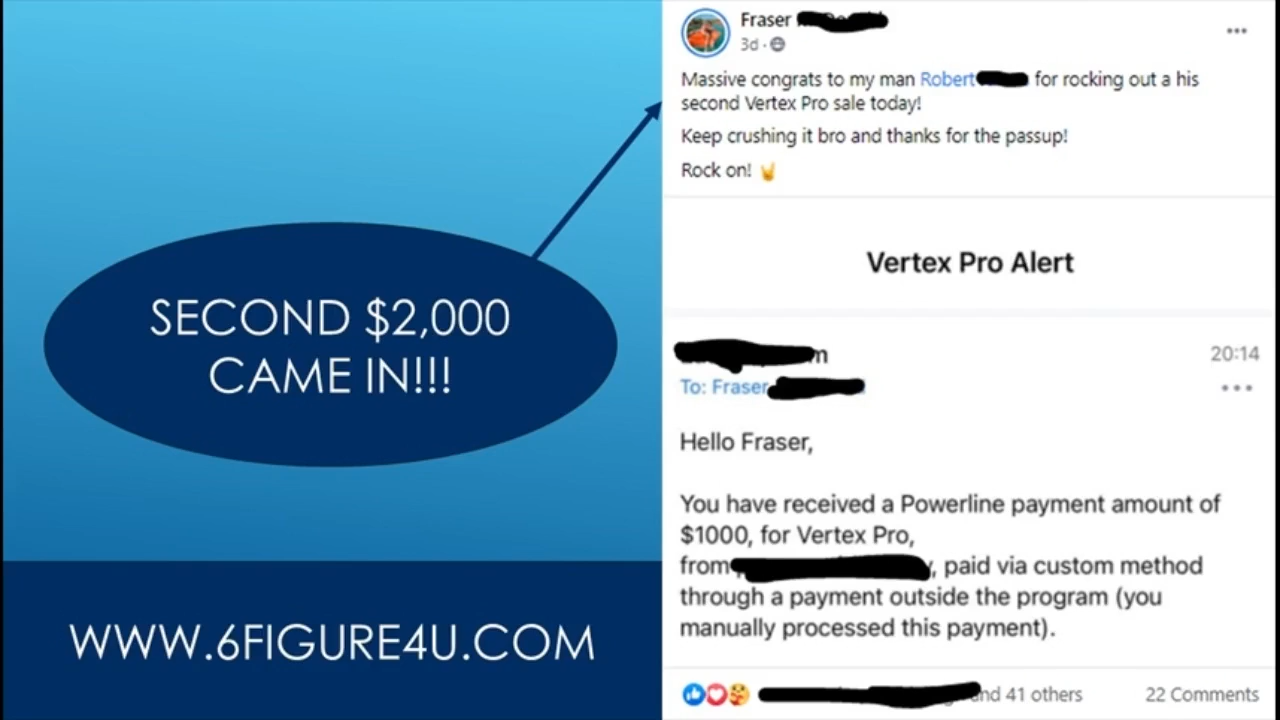 SECOND $2,000
CAME IN!!!
WWW.6FIGURE4U.COM
Fraser
3d ·
Massive congrats to my man Robert for rocking out a his
second Vertex Pro sale today!
Keep crushing it bro and thanks for the passup!
Rock on! 🤘
Vertex Pro Alert
20:14
To: Fraser
Hello Fraser,
You have received a Powerline payment amount of
$1000, for Vertex Pro,
from , paid via custom method
through a payment outside the program (you
manually processed this payment).
and 41 others
22 Comments